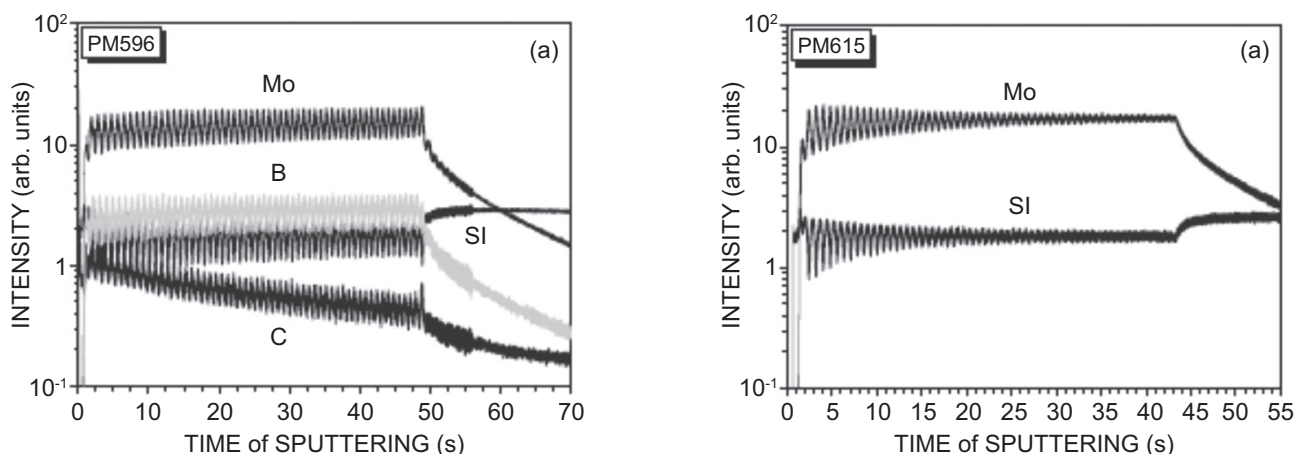 PM596
(a)
Mo
B
SI
C
INTENSITY (arb. units)
10²
10
1
10⁻¹
0 10 20 30 40 50 60 70
TIME of SPUTTERING (s)
PM615
(a)
Mo
SI
INTENSITY (arb. units)
10²
10
1
10⁻¹
0 5 10 15 20 25 30 35 40 45 50 55
TIME of SPUTTERING (s)